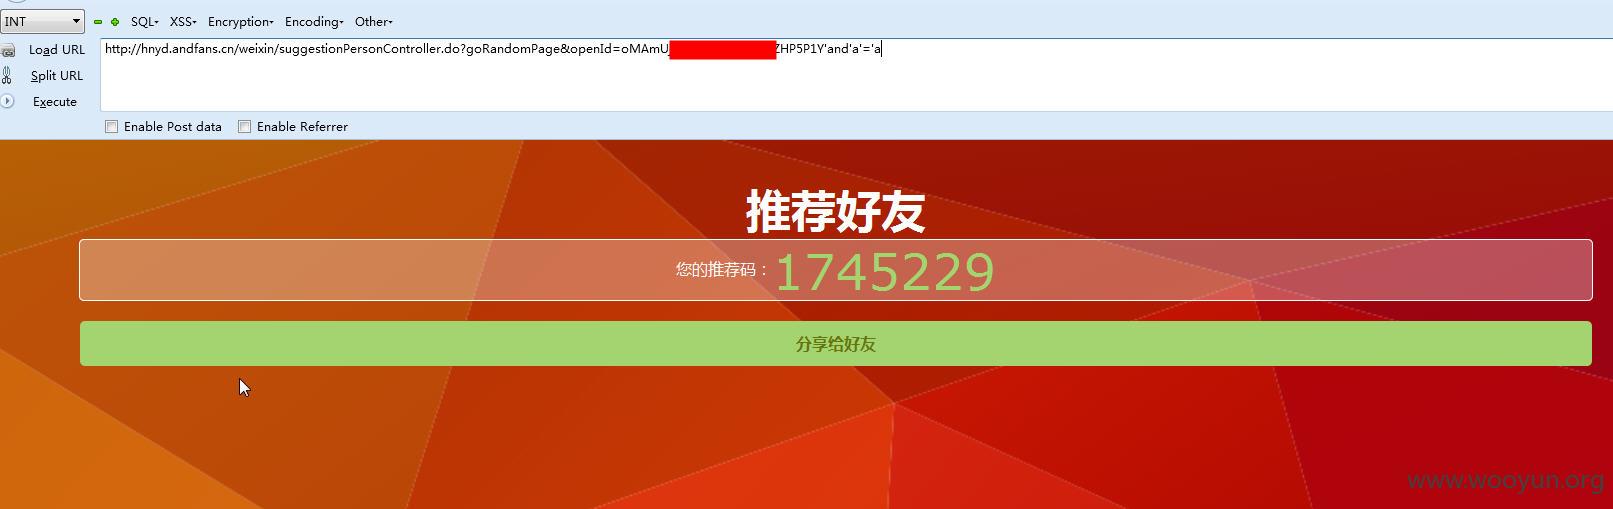 INT SQL▾ XSS▾ Encryption▾ Encoding▾ Other▾
Load URL http://hnyd.andfans.cn/weixin/suggestionPersonController.do?goRandomPage&openId=oMAmU ZHP5P1Y'and'a'='a
Split URL
Execute
Enable Post data Enable Referrer
推荐好友
您的推荐码：1745229
分享给好友
www.wooyun.org